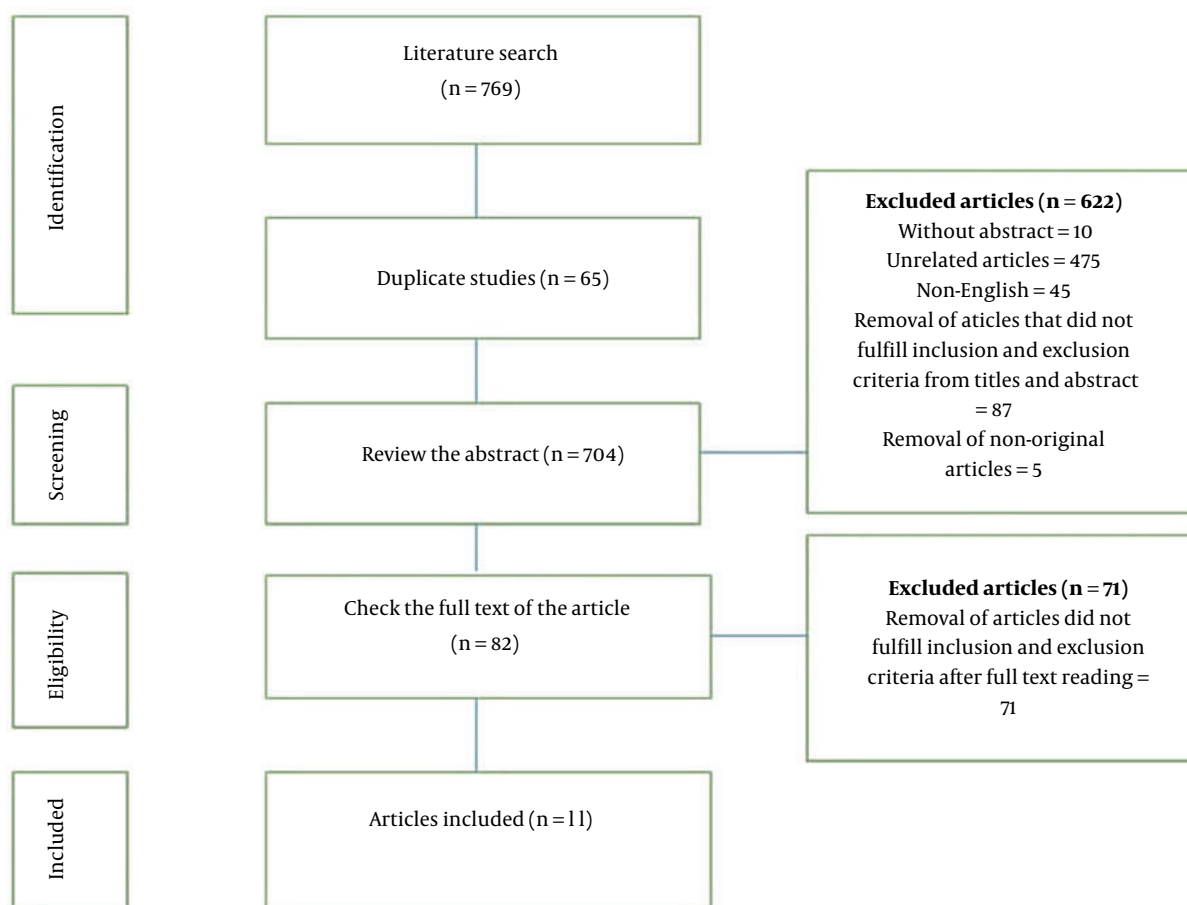 Identification
Literature search
(n = 769)
Duplicate studies (n = 65)
Screening
Review the abstract (n = 704)
Excluded articles (n = 622)
Without abstract = 10
Unrelated articles = 475
Non-English = 45
Removal of aticles that did not
fulfill inclusion and exclusion
criteria from titles and abstract
= 87
Removal of non-original
articles = 5
Eligibility
Check the full text of the article
(n = 82)
Excluded articles (n = 71)
Removal of articles did not
fulfill inclusion and exclusion
criteria after full text reading =
71
Included
Articles included (n = l l)